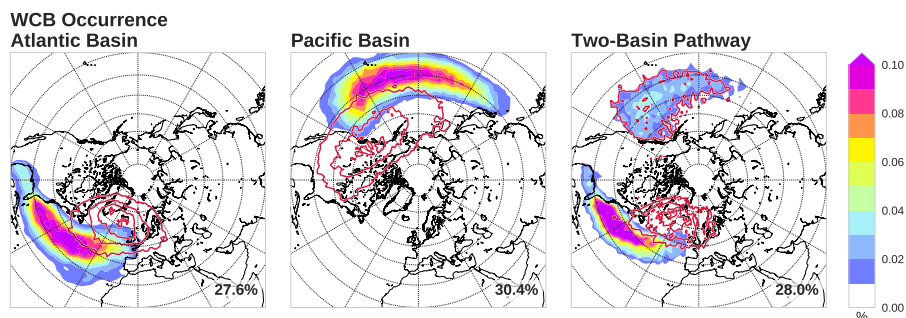 WCB Occurrence
Atlantic Basin
Pacific Basin
Two-Basin Pathway
0.10
0.08
0.06
0.04
0.02
0.00
%
27.6%
30.4%
28.0%